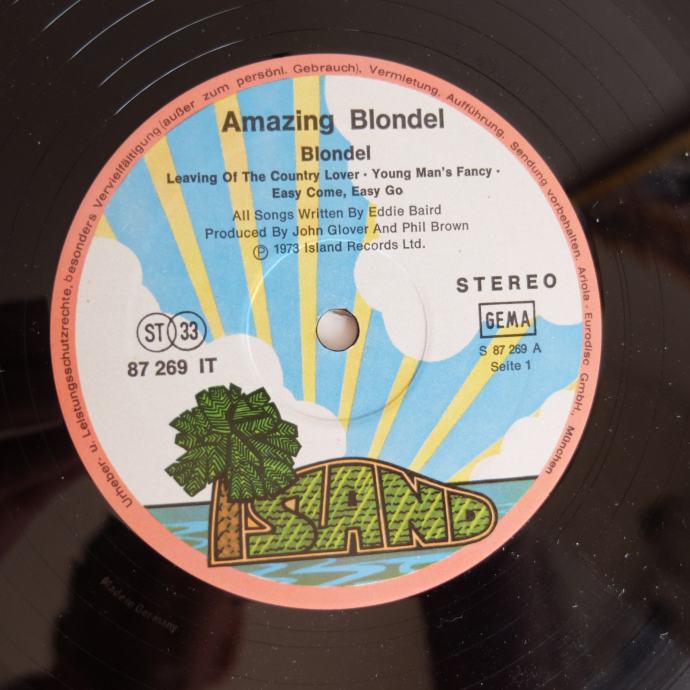 Urheber- u. Leistungsschutzrechte, besonders Vervielfältigung (außer zum persönl. Gebrauch), Vermietung, Aufführung, Sendung vorbehalten. Ariola - Eurodisc GmbH, München
Amazing Blondel
Blondel
Leaving Of The Country Lover · Young Man's Fancy ·
Easy Come, Easy Go
All Songs Written By Eddie Baird
Produced By John Glover And Phil Brown
Ⓟ 1973 Island Records Ltd.
STEREO
GEMA
S 87 269 A
Seite 1
ST 33
87 269 IT
ISLAND
Made in Germany